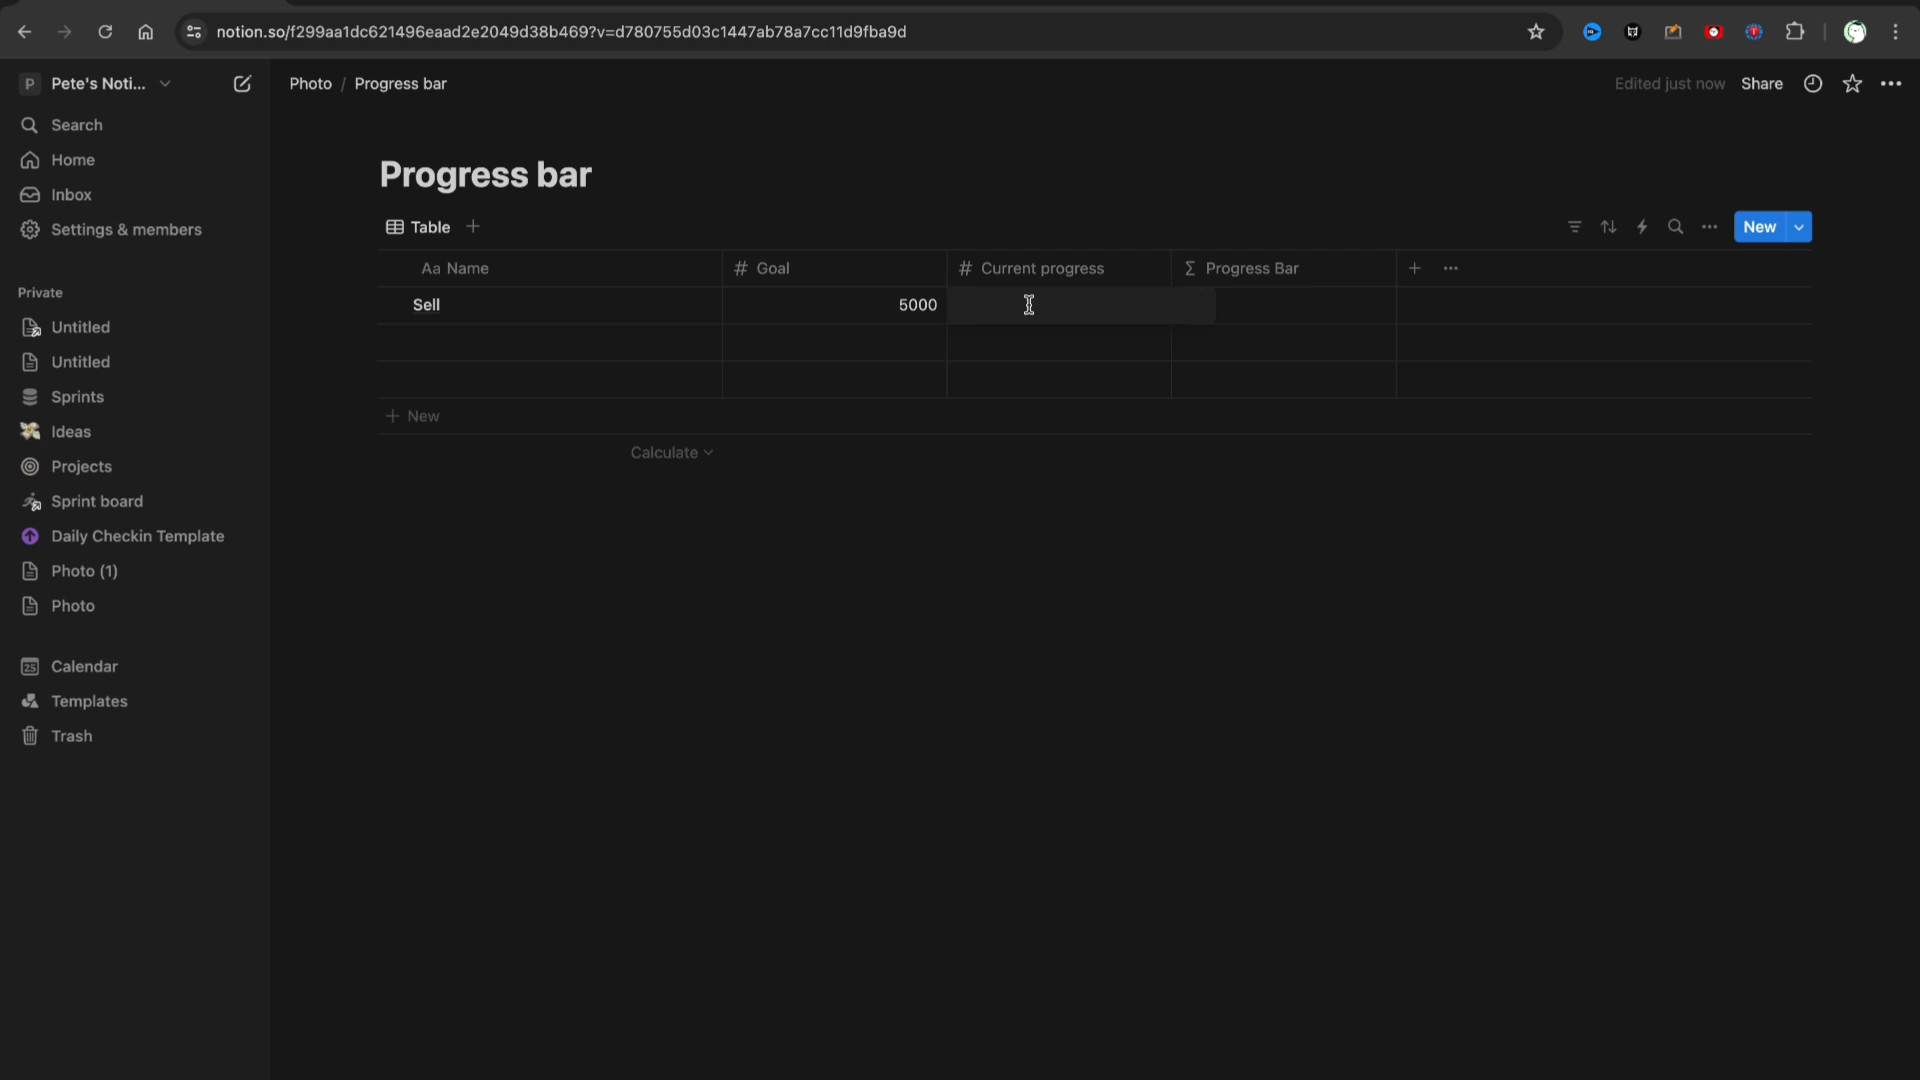 notion.so/f299aa1dc621496eaad2e2049d38b469?v=d780755d03c1447ab78a7cc11d9fba9d
P Pete's Noti...
Photo / Progress bar
Edited just now Share
Search
Home
Inbox
Settings & members
Private
Untitled
Untitled
Sprints
Ideas
Projects
Sprint board
Daily Checkin Template
Photo (1)
Photo
25 Calendar
Templates
Trash
Progress bar
Table +
New
Aa Name # Goal # Current progress Σ Progress Bar +
Sell 5000
+ New
Calculate